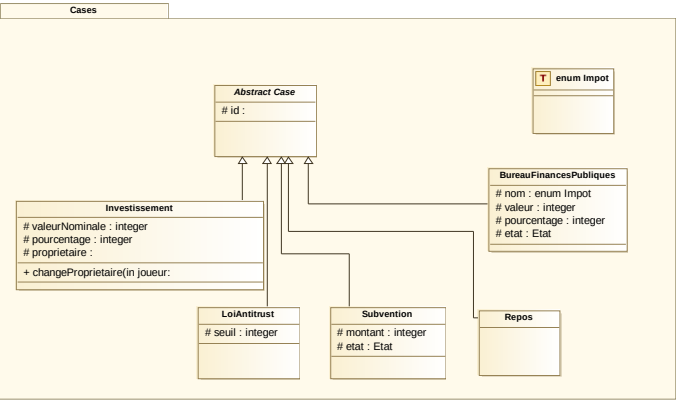 Cases
Abstract Case
# id :
T enum Impot
BureauFinancesPubliques
# nom : enum Impot
# valeur : integer
# pourcentage : integer
# etat : Etat
Investissement
# valeurNominale : integer
# pourcentage : integer
# proprietaire :
+ changeProprietaire(in joueur:
LoiAntitrust
# seuil : integer
Subvention
# montant : integer
# etat : Etat
Repos